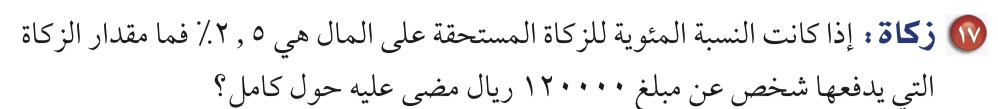 ١٧ زكاة : إذا كانت النسبة المئوية للزكاة المستحقة على المال هي ٢,٥٪ فما مقدار الزكاة
التي يدفعها شخص عن مبلغ ١٢٠٠٠٠ ريال مضى عليه حول كامل؟